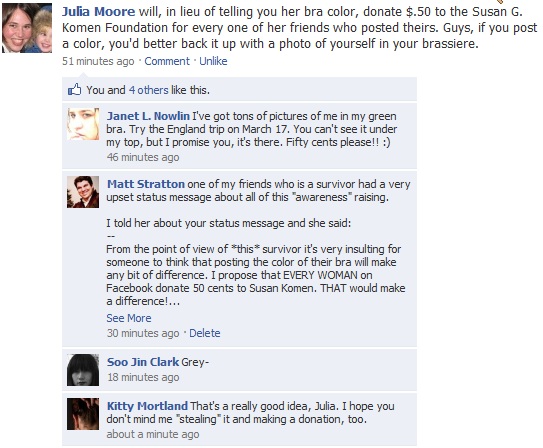 Julia Moore will, in lieu of telling you her bra color, donate $.50 to the Susan G.
Komen Foundation for every one of her friends who posted theirs. Guys, if you post
a color, you'd better back it up with a photo of yourself in your brassiere.
51 minutes ago · Comment · Unlike
You and 4 others like this.
Janet L. Nowlin I've got tons of pictures of me in my green
bra. Try the England trip on March 17. You can't see it under
my top, but I promise you, it's there. Fifty cents please!! :)
46 minutes ago
Matt Stratton one of my friends who is a survivor had a very
upset status message about all of this "awareness" raising.
I told her about your status message and she said:
--
From the point of view of *this* survivor it's very insulting for
someone to think that posting the color of their bra will make
any bit of difference. I propose that EVERY WOMAN on
Facebook donate 50 cents to Susan Komen. THAT would make
a difference!...
See More
30 minutes ago · Delete
Soo Jin Clark Grey-
18 minutes ago
Kitty Mortland That's a really good idea, Julia. I hope you
don't mind me "stealing" it and making a donation, too.
about a minute ago